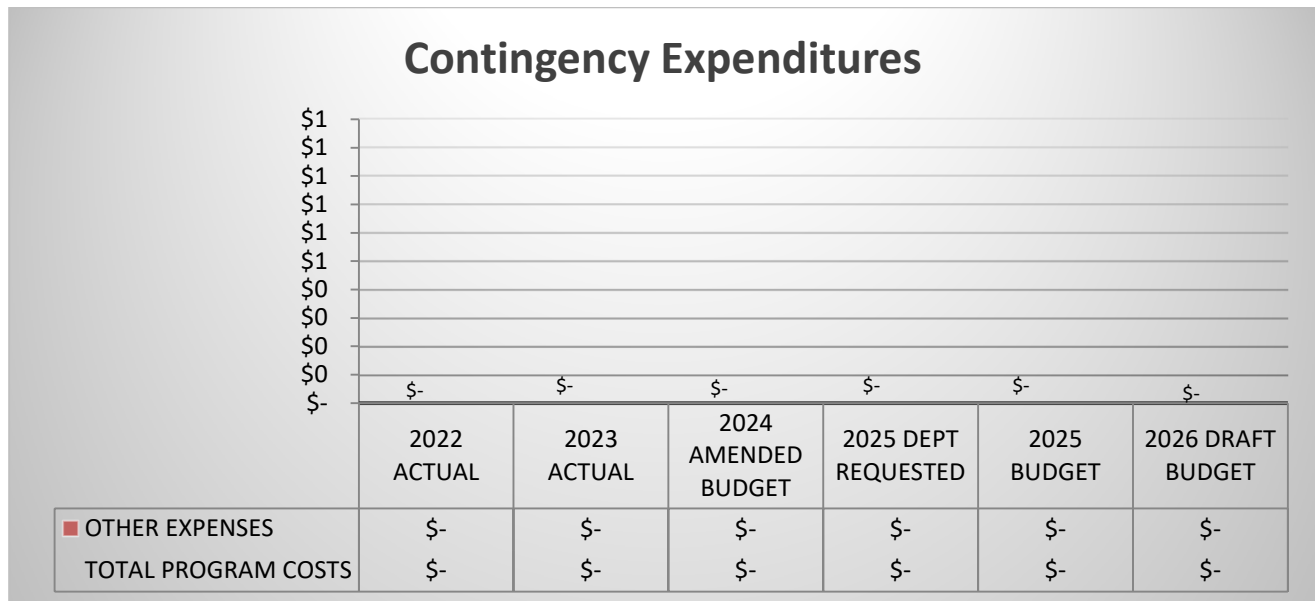 Contingency Expenditures
$1
$1
$1
$1
$1
$1
$0
$0
$0
$0
$-
$- $- $- $- $- $-
2022 ACTUAL
2023 ACTUAL
2024 AMENDED BUDGET
2025 DEPT REQUESTED
2025 BUDGET
2026 DRAFT BUDGET
OTHER EXPENSES $- $- $- $- $- $-
TOTAL PROGRAM COSTS $- $- $- $- $- $-